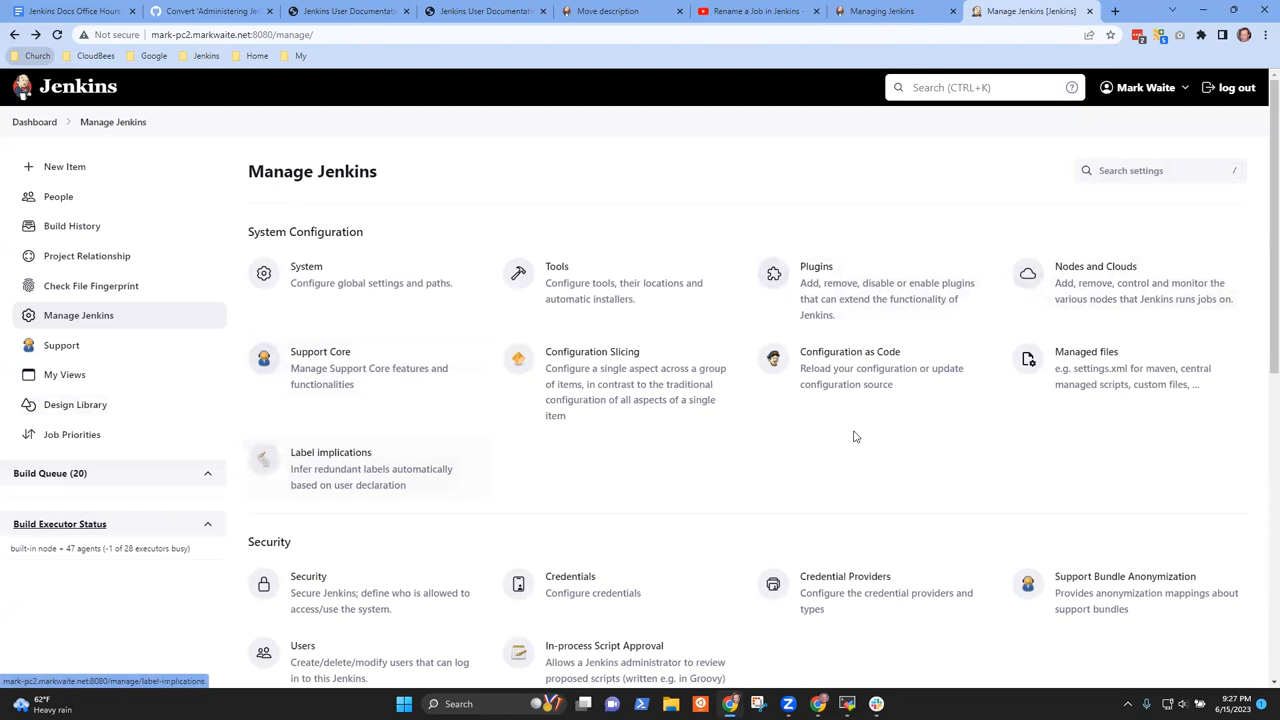 Jenkins Docs Office Hours
Convert 'Administering Je
Jenkins User Documentati
Jenkins User Documentati
Move description
Rename a Job in Jenkins -
Managing Jenkins
Manage Jenkins [Jenkins]
Not secure
mark-pc2.markwaite.net:8080/manage/
Church
CloudBees
Google
Jenkins
Home
My
Jenkins
Search (CTRL+K)
Mark Waite
log out
Dashboard
Manage Jenkins
New Item
People
Build History
Project Relationship
Check File Fingerprint
Manage Jenkins
Support
My Views
Design Library
Job Priorities
Build Queue (20)
Build Executor Status
built-in node + 47 agents (-1 of 28 executors busy)
Manage Jenkins
Search settings
/
System Configuration
System
Configure global settings and paths.
Tools
Configure tools, their locations and
automatic installers.
Plugins
Add, remove, disable or enable plugins
that can extend the functionality of
Jenkins.
Nodes and Clouds
Add, remove, control and monitor the
various nodes that Jenkins runs jobs on.
Support Core
Manage Support Core features and
functionalities
Configuration Slicing
Configure a single aspect across a group
of items, in contrast to the traditional
configuration of all aspects of a single
item
Configuration as Code
Reload your configuration or update
configuration source
Managed files
e.g. settings.xml for maven, central
managed scripts, custom files, ...
Label implications
Infer redundant labels automatically
based on user declaration
Security
Security
Secure Jenkins; define who is allowed to
access/use the system.
Credentials
Configure credentials
Credential Providers
Configure the credential providers and
types
Support Bundle Anonymization
Provides anonymization mappings about
support bundles
Users
Create/delete/modify users that can log
in to this Jenkins.
In-process Script Approval
Allows a Jenkins administrator to review
proposed scripts (written e.g. in Groovy)
mark-pc2.markwaite.net:8080/manage/label-implications
62°F
Heavy rain
Search
9:27 PM
6/15/2023